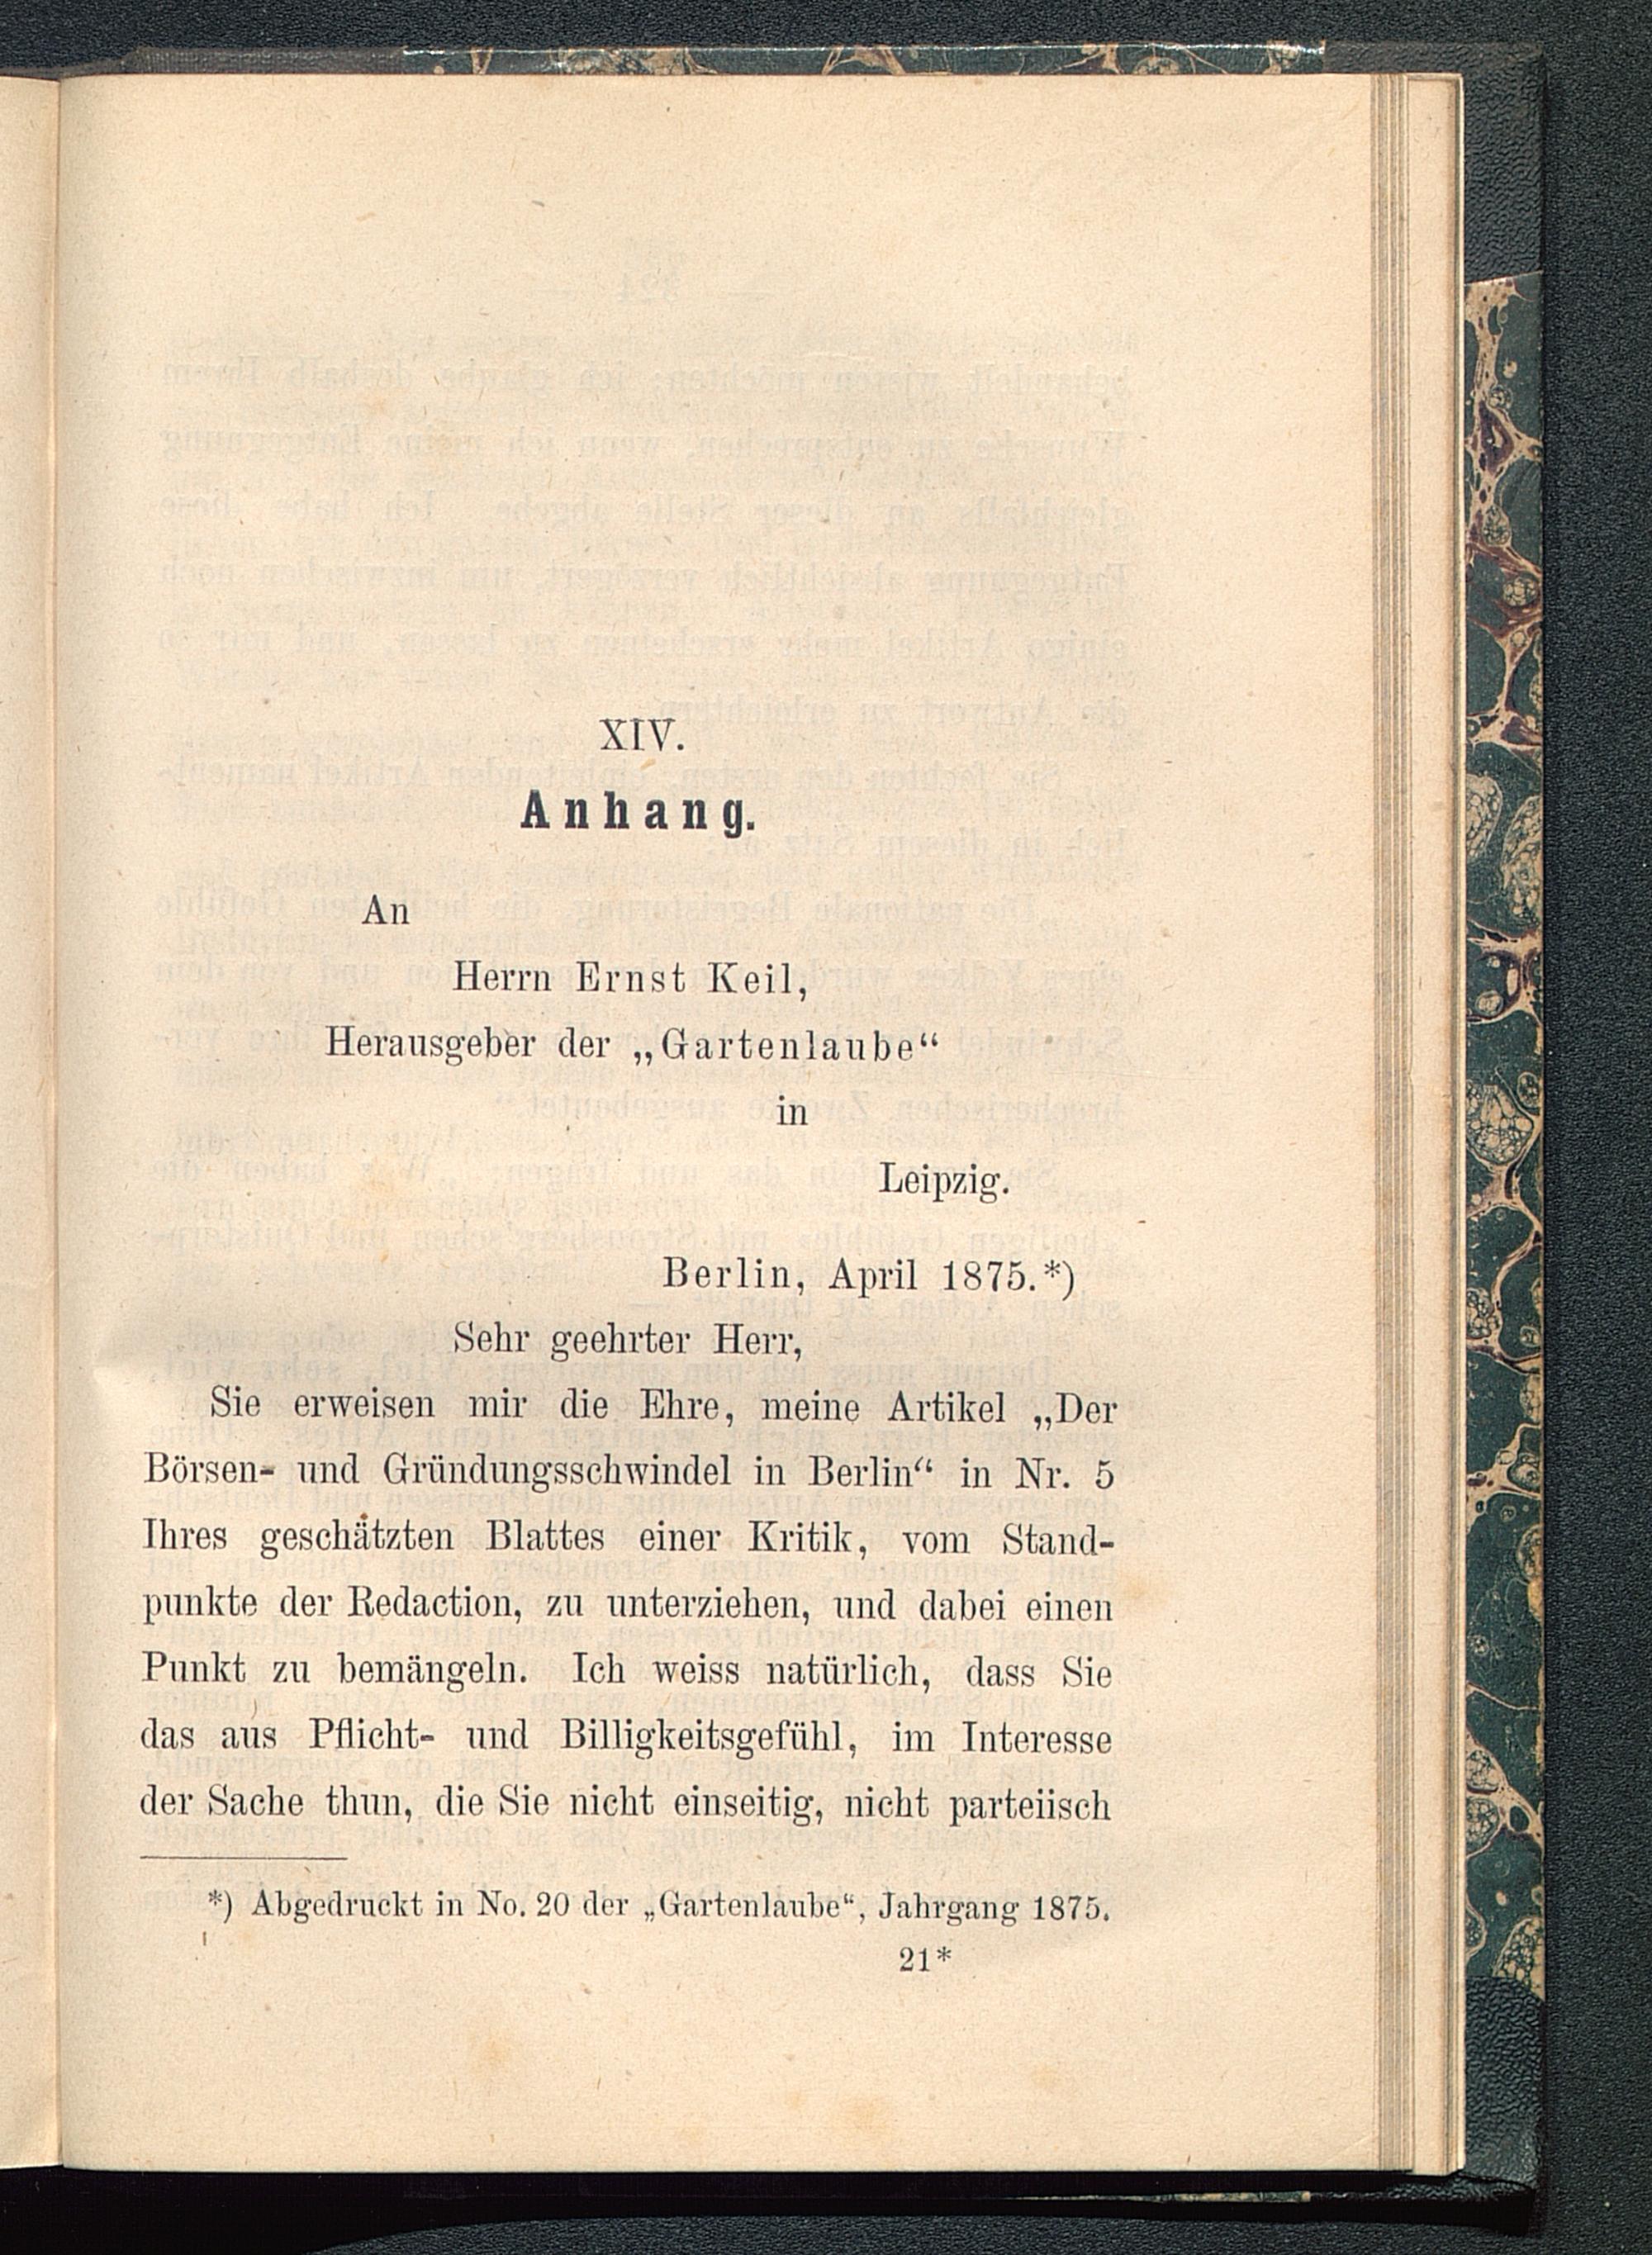 XIV.
Anhang.
An
Herrn Ernst Keil,
Herausgeber der „Gartenlaube“
in
Leipzig.
Berlin, April 1875.*)
Sehr geehrter Herr,
Sie erweisen mir die Ehre, meine Artikel „Der
Börsen- und Gründungsschwindel in Berlin“ in Nr. 5
Ihres geschätzten Blattes einer Kritik, vom Stand-
punkte der Redaction, zu unterziehen, und dabei einen
Punkt zu bemängeln. Ich weiss natürlich, dass Sie
das aus Pflicht- und Billigkeitsgefühl, im Interesse
der Sache thun, die Sie nicht einseitig, nicht parteiisch
*) Abgedruckt in No. 20 der „Gartenlaube“, Jahrgang 1875.
21*